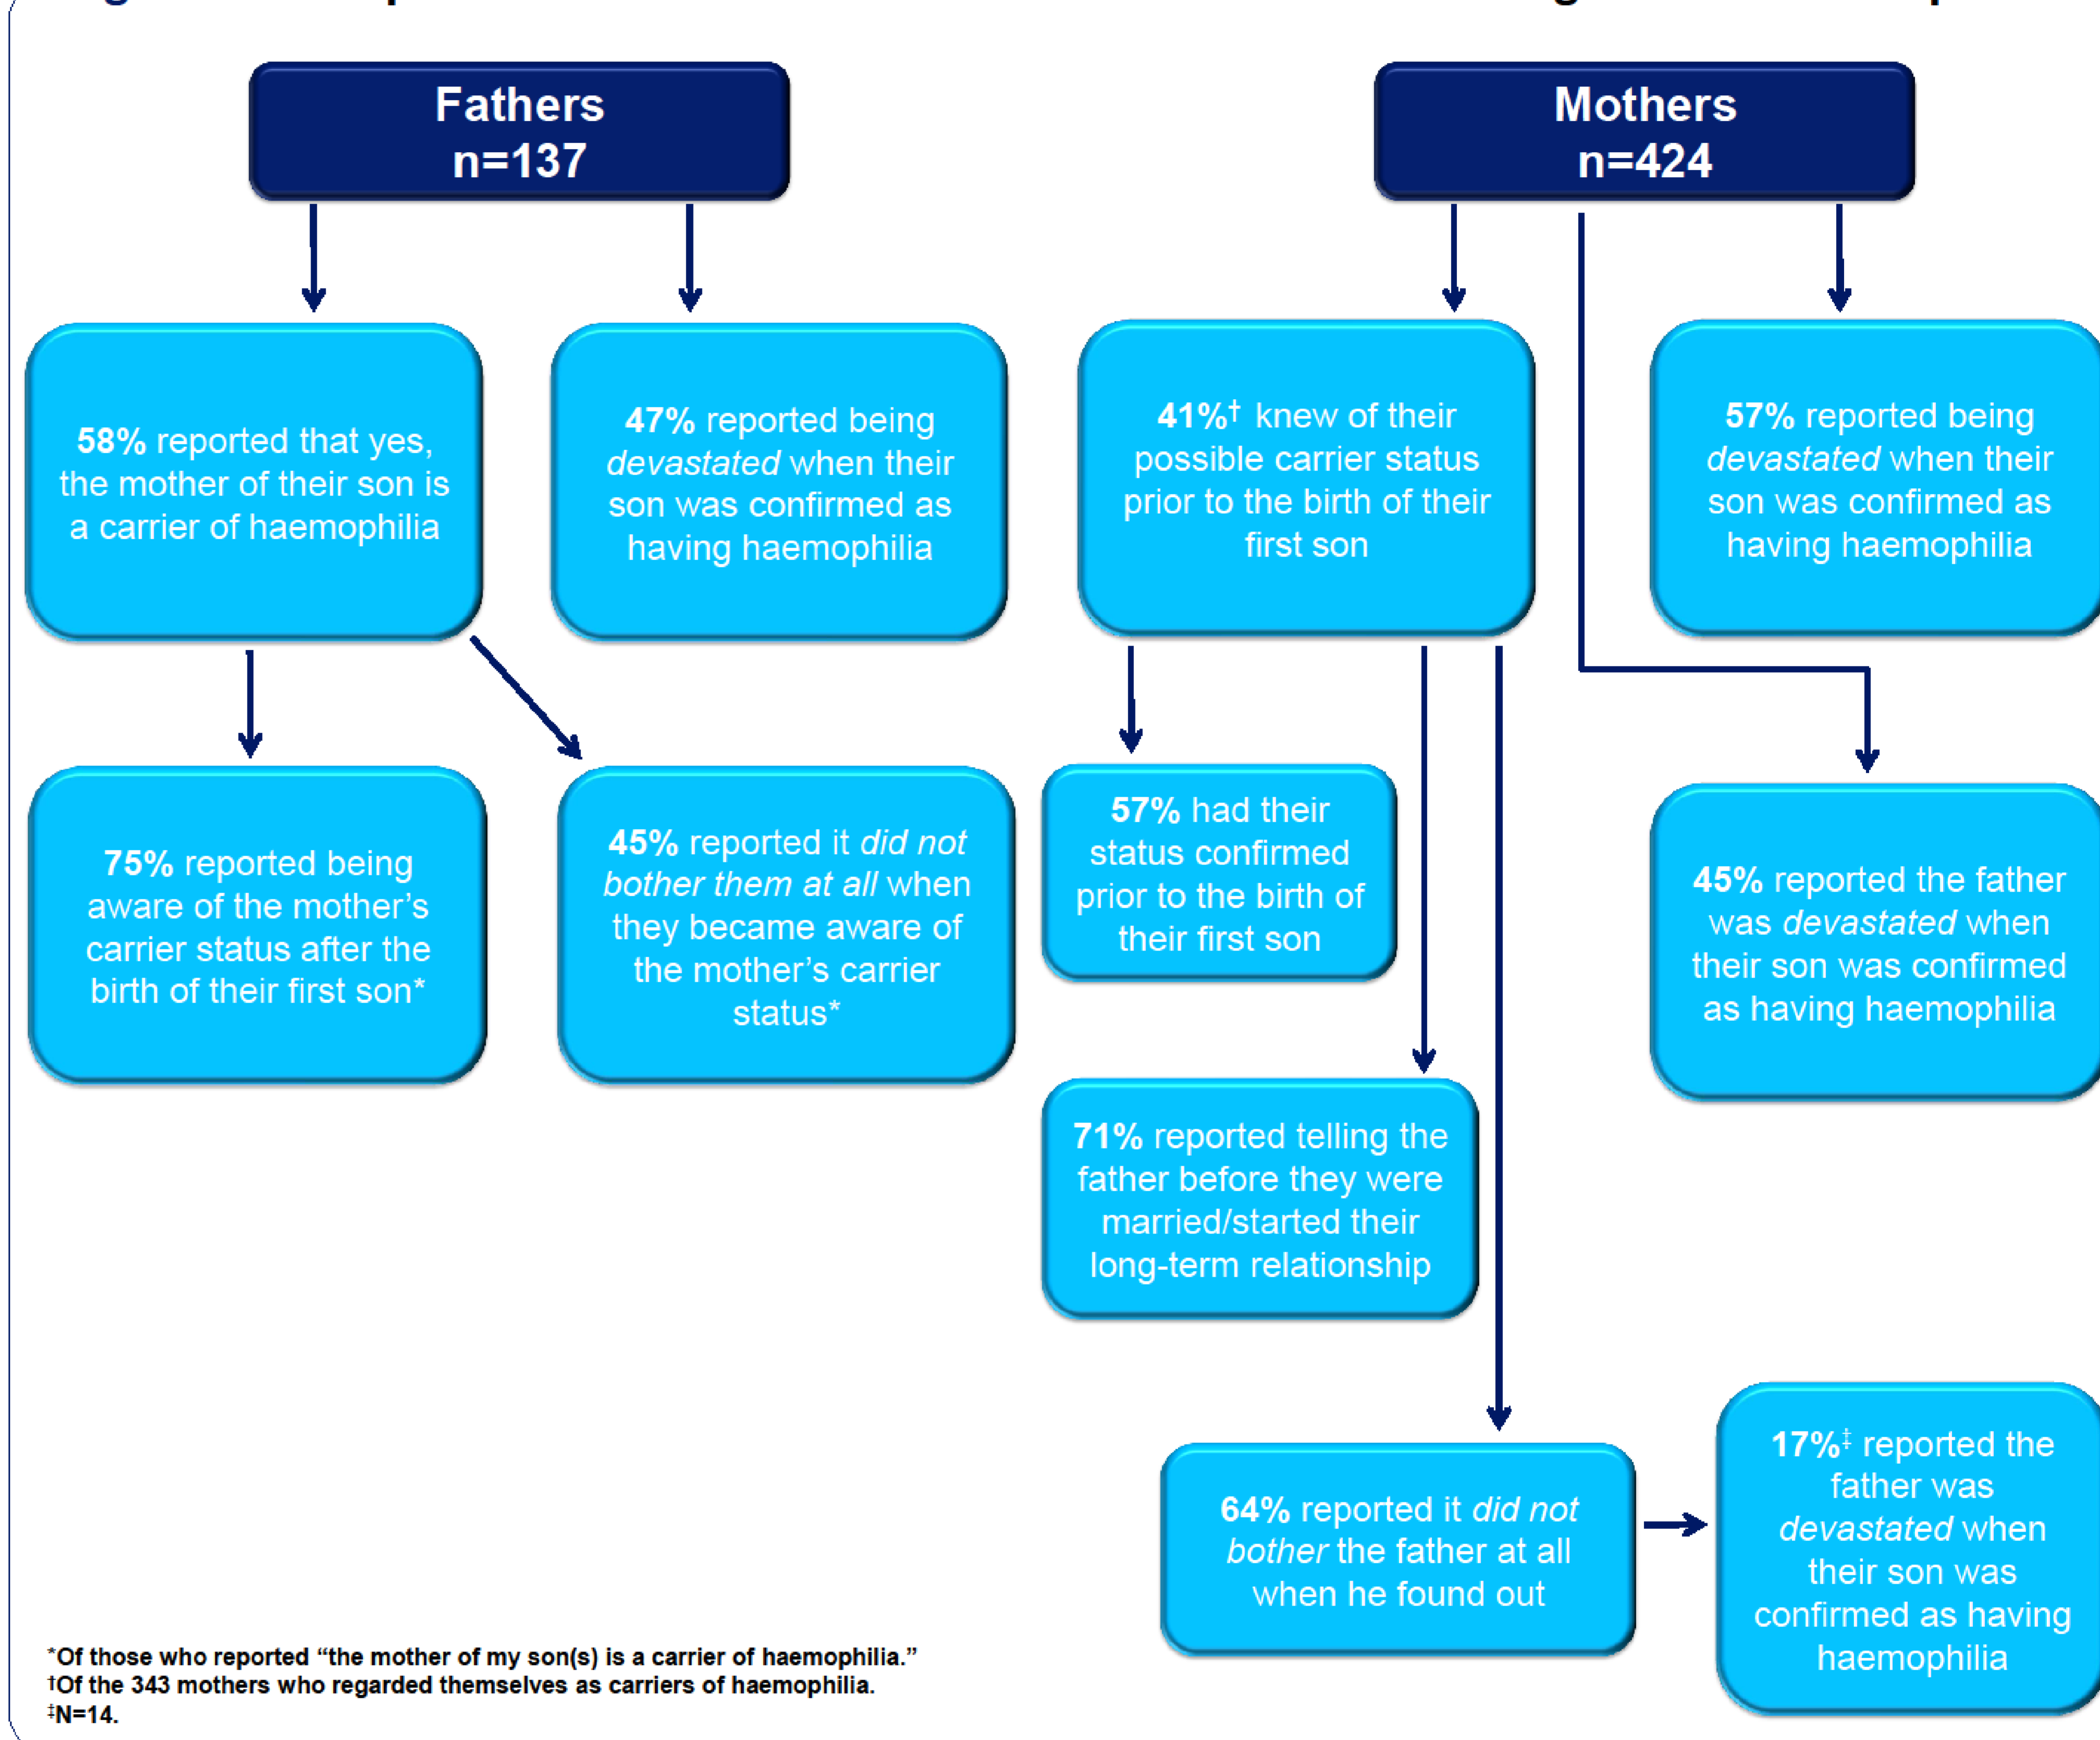 Fathers
n=137
Mothers
n=424
58% reported that yes,
the mother of their son is
a carrier of haemophilia
47% reported being
devastated when their
son was confirmed as
having haemophilia
41%† knew of their
possible carrier status
prior to the birth of their
first son
57% reported being
devastated when their
son was confirmed as
having haemophilia
75% reported being
aware of the mother’s
carrier status after the
birth of their first son*
45% reported it did not
bother them at all when
they became aware of
the mother’s carrier
status*
57% had their
status confirmed
prior to the birth of
their first son
45% reported the father
was devastated when
their son was confirmed
as having haemophilia
71% reported telling the
father before they were
married/started their
long-term relationship
64% reported it did not
bother the father at all
when he found out
17%‡ reported the
father was
devastated when
their son was
confirmed as having
haemophilia
*Of those who reported “the mother of my son(s) is a carrier of haemophilia.”
†Of the 343 mothers who regarded themselves as carriers of haemophilia.
‡N=14.